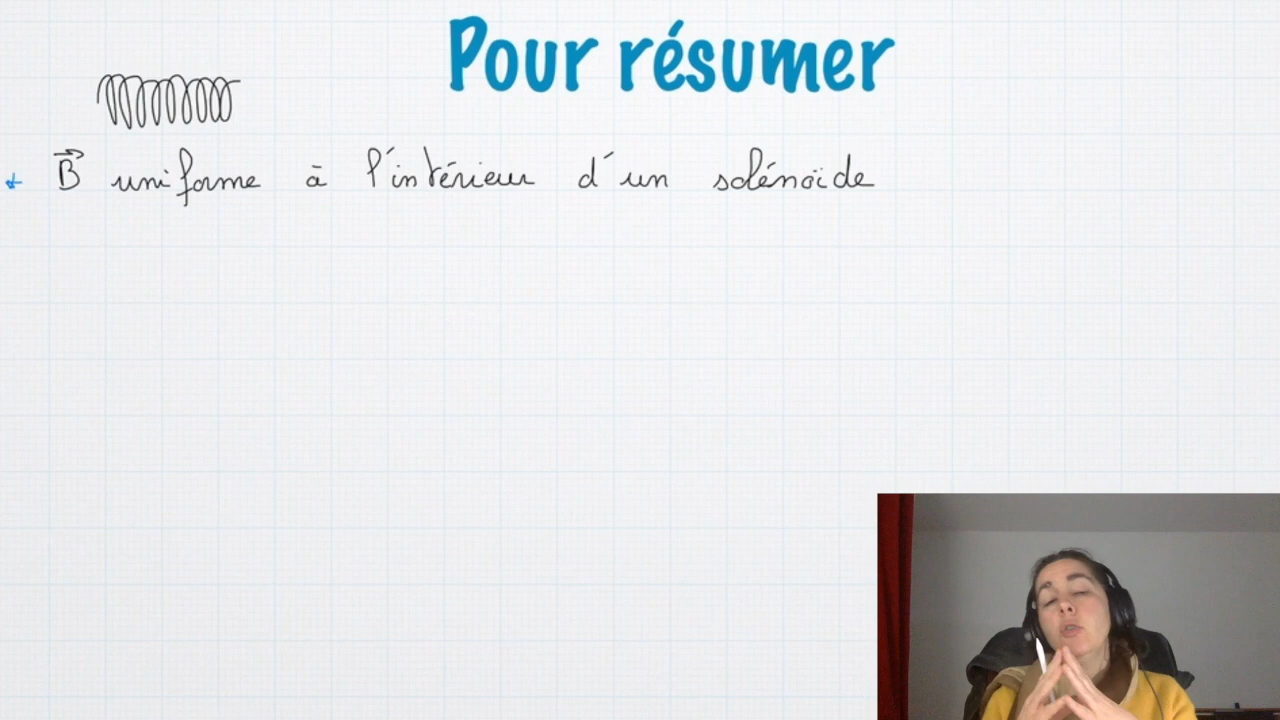 Pour résumer
* B⃗ uniforme à l'intérieur d'un solénoïde